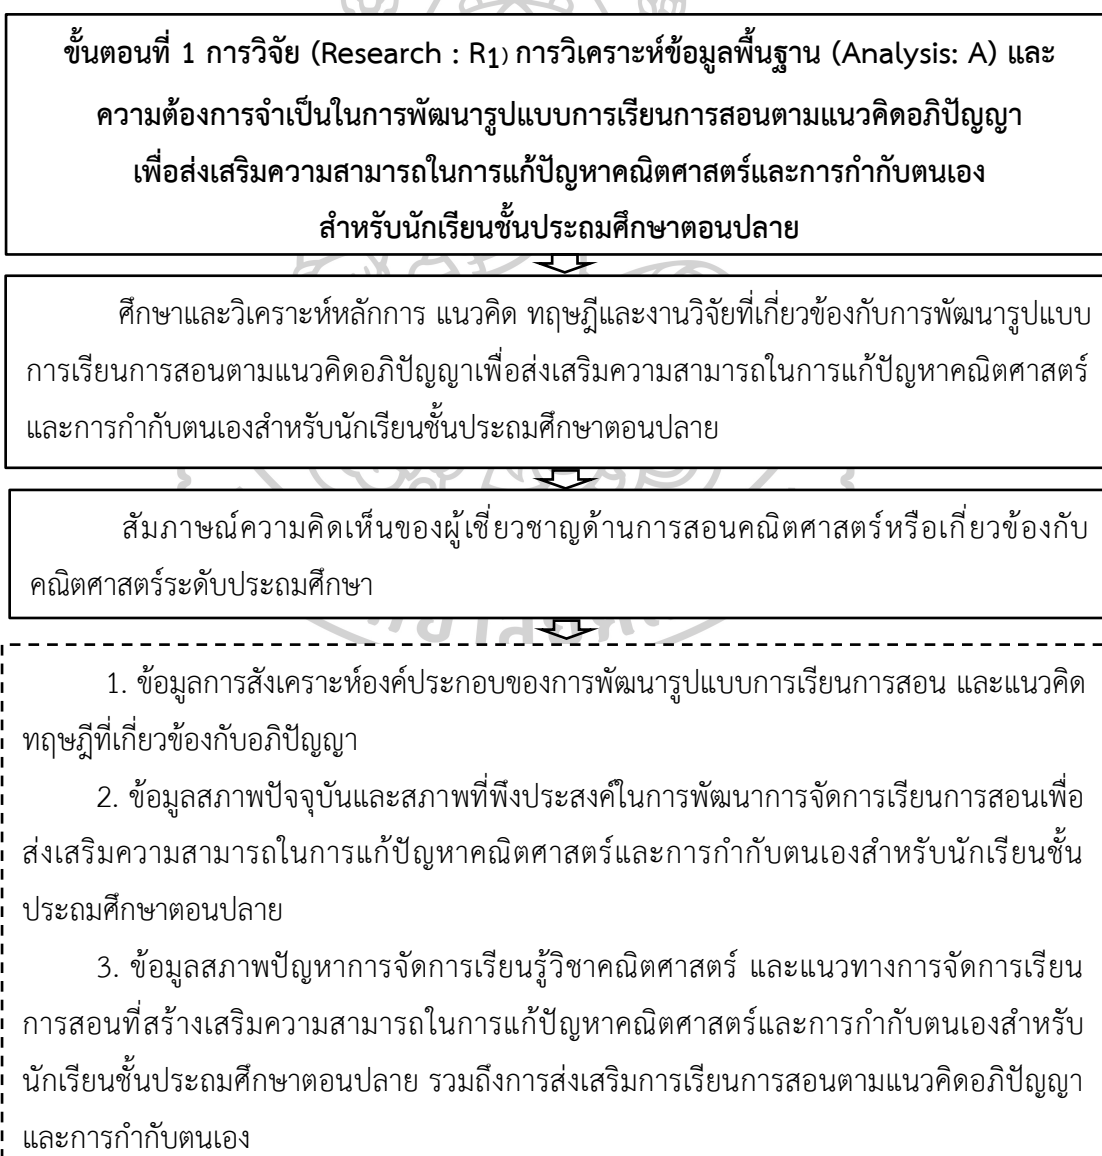 ขั้นตอนที่ 1 การวิจัย (Research : R1) การวิเคราะห์ข้อมูลพื้นฐาน (Analysis: A) และ
ความต้องการจำเป็นในการพัฒนารูปแบบการเรียนการสอนตามแนวคิดอภิปัญญา
เพื่อส่งเสริมความสามารถในการแก้ปัญหาคณิตศาสตร์และการกำกับตนเอง
สำหรับนักเรียนชั้นประถมศึกษาตอนปลาย
ศึกษาและวิเคราะห์หลักการ แนวคิด ทฤษฎีและงานวิจัยที่เกี่ยวข้องกับการพัฒนารูปแบบ
การเรียนการสอนตามแนวคิดอภิปัญญาเพื่อส่งเสริมความสามารถในการแก้ปัญหาคณิตศาสตร์
และการกำกับตนเองสำหรับนักเรียนชั้นประถมศึกษาตอนปลาย
สัมภาษณ์ความคิดเห็นของผู้เชี่ยวชาญด้านการสอนคณิตศาสตร์หรือเกี่ยวข้องกับ
คณิตศาสตร์ระดับประถมศึกษา
1. ข้อมูลการสังเคราะห์องค์ประกอบของการพัฒนารูปแบบการเรียนการสอน และแนวคิด
ทฤษฎีที่เกี่ยวข้องกับอภิปัญญา
2. ข้อมูลสภาพปัจจุบันและสภาพที่พึงประสงค์ในการพัฒนาการจัดการเรียนการสอนเพื่อ
ส่งเสริมความสามารถในการแก้ปัญหาคณิตศาสตร์และการกำกับตนเองสำหรับนักเรียนชั้น
ประถมศึกษาตอนปลาย
3. ข้อมูลสภาพปัญหาการจัดการเรียนรู้วิชาคณิตศาสตร์ และแนวทางการจัดการเรียน
การสอนที่สร้างเสริมความสามารถในการแก้ปัญหาคณิตศาสตร์และการกำกับตนเองสำหรับ
นักเรียนชั้นประถมศึกษาตอนปลาย รวมถึงการส่งเสริมการเรียนการสอนตามแนวคิดอภิปัญญา
และการกำกับตนเอง